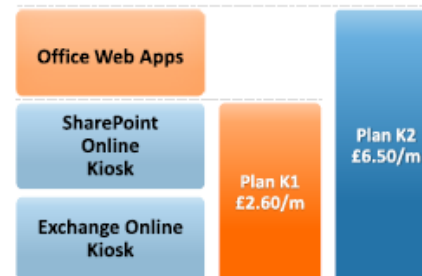 Office Web Apps
SharePoint
Online
Kiosk
Exchange Online
Kiosk
Plan K1
£2.60/m
Plan K2
£6.50/m